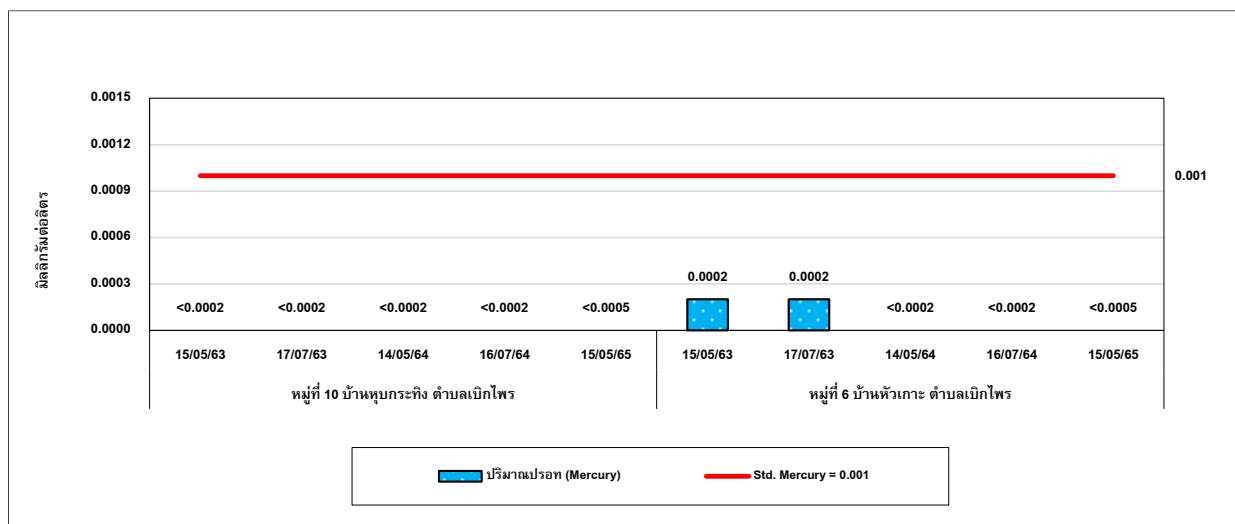 0.0015
0.0012
0.0009
0.0006
0.0003
0.0000
มิลลิกรัมต่อลิตร
0.001
<0.0002 <0.0002 <0.0002 <0.0002 <0.0005 0.0002 0.0002 <0.0002 <0.0002 <0.0005
15/05/63 17/07/63 14/05/64 16/07/64 15/05/65 15/05/63 17/07/63 14/05/64 16/07/64 15/05/65
หมู่ที่ 10 บ้านหุบกระทิง ตำบลเบิกไพร หมู่ที่ 6 บ้านหัวเกาะ ตำบลเบิกไพร
ปริมาณปรอท (Mercury) Std. Mercury = 0.001